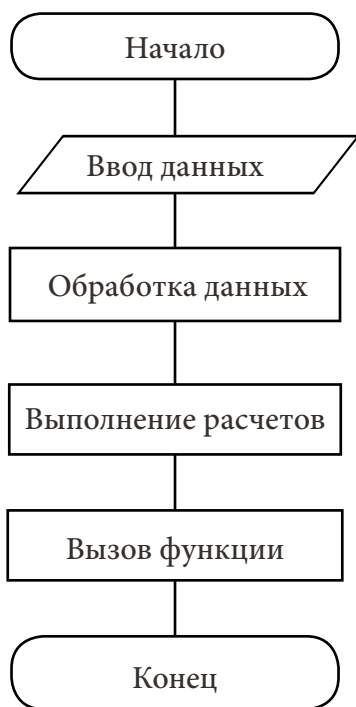 Начало
Ввод данных
Обработка данных
Выполнение расчетов
Вызов функции
Конец